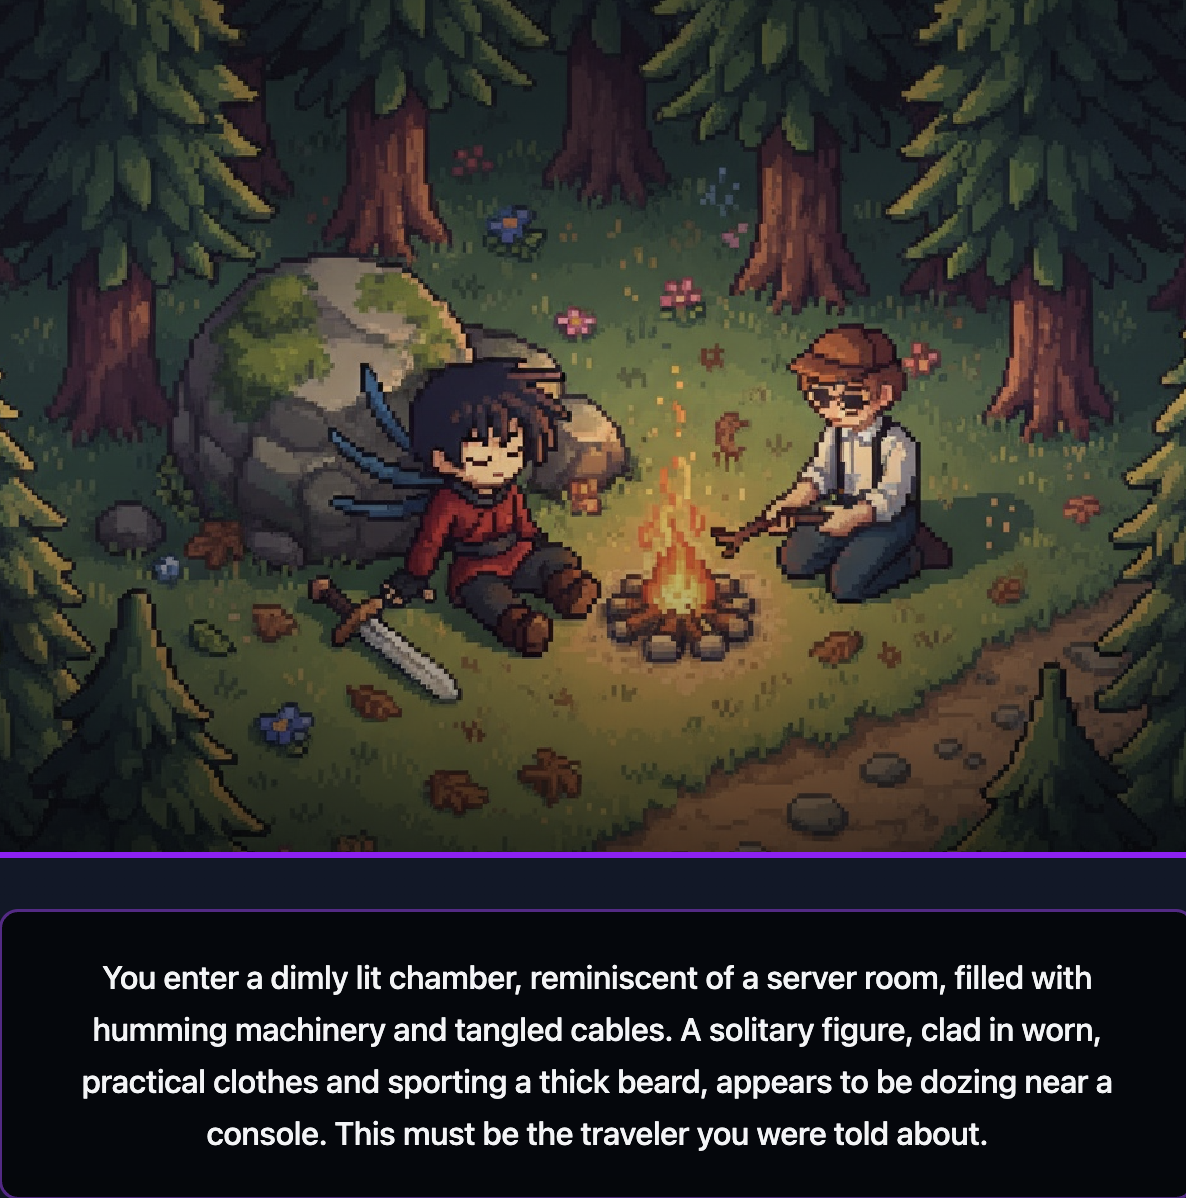 You enter a dimly lit chamber, reminiscent of a server room, filled with
humming machinery and tangled cables. A solitary figure, clad in worn,
practical clothes and sporting a thick beard, appears to be dozing near a
console. This must be the traveler you were told about.